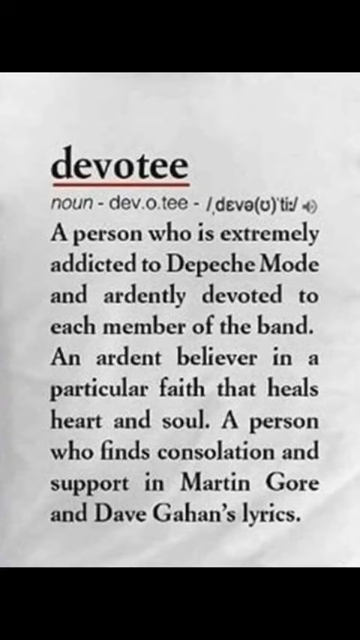 devotee
noun - dev.o.tee - /ˌdɛvə(ʊ)ˈtiː/
A person who is extremely
addicted to Depeche Mode
and ardently devoted to
each member of the band.
An ardent believer in a
particular faith that heals
heart and soul. A person
who finds consolation and
support in Martin Gore
and Dave Gahan's lyrics.